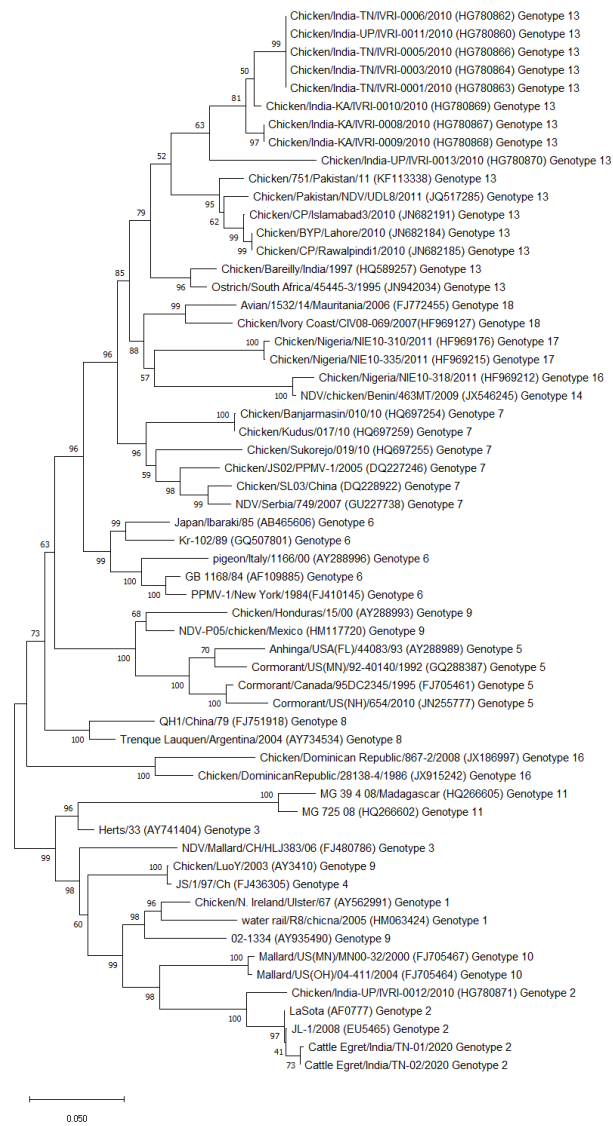 Chicken/India-TN/IVRI-0006/2010 (HG780862) Genotype 13
Chicken/India-UP/IVRI-0011/2010 (HG780860) Genotype 13
99
Chicken/India-TN/IVRI-0005/2010 (HG780866) Genotype 13
50
Chicken/India-TN/IVRI-0003/2010 (HG780864) Genotype 13
Chicken/India-TN/IVRI-0001/2010 (HG780863) Genotype 13
81
Chicken/India-KA/IVRI-0010/2010 (HG780869) Genotype 13
63
Chicken/India-KA/IVRI-0008/2010 (HG780867) Genotype 13
97
Chicken/India-KA/IVRI-0009/2010 (HG780868) Genotype 13
52
Chicken/India-UP/IVRI-0013/2010 (HG780870) Genotype 13
Chicken/751/Pakistan/11 (KF113338) Genotype 13
95
Chicken/Pakistan/NDV/UDL8/2011 (JQ517285) Genotype 13
79
62
Chicken/CP/Islamabad3/2010 (JN682191) Genotype 13
99
Chicken/BYP/Lahore/2010 (JN682184) Genotype 13
99
Chicken/CP/Rawalpindi1/2010 (JN682185) Genotype 13
85
Chicken/Bareilly/India/1997 (HQ589257) Genotype 13
96
Ostrich/South Africa/45445-3/1995 (JN942034) Genotype 13
99
Avian/1532/14/Mauritania/2006 (FJ772455) Genotype 18
Chicken/Ivory Coast/CIV08-069/2007(HF969127) Genotype 18
88
100
Chicken/Nigeria/NIE10-310/2011 (HF969176) Genotype 17
96
Chicken/Nigeria/NIE10-335/2011 (HF969215) Genotype 17
57
Chicken/Nigeria/NIE10-318/2011 (HF969212) Genotype 16
100
NDV/chicken/Benin/463MT/2009 (JX546245) Genotype 14
100
Chicken/Banjarmasin/010/10 (HQ697254) Genotype 7
Chicken/Kudus/017/10 (HQ697259) Genotype 7
96
Chicken/Sukorejo/019/10 (HQ697255) Genotype 7
96
59
Chicken/JS02/PPMV-1/2005 (DQ227246) Genotype 7
98
Chicken/SL03/China (DQ228922) Genotype 7
99
NDV/Serbia/749/2007 (GU227738) Genotype 7
99
Japan/Ibaraki/85 (AB465606) Genotype 6
Kr-102/89 (GQ507801) Genotype 6
63
99
pigeon/Italy/1166/00 (AY288996) Genotype 6
100
GB 1168/84 (AF109885) Genotype 6
100
PPMV-1/New York/1984(FJ410145) Genotype 6
68
Chicken/Honduras/15/00 (AY288993) Genotype 9
NDV-P05/chicken/Mexico (HM117720) Genotype 9
73
100
70
Anhinga/USA(FL)/44083/93 (AY288989) Genotype 5
Cormorant/US(MN)/92-40140/1992 (GQ288387) Genotype 5
100
Cormorant/Canada/95DC2345/1995 (FJ705461) Genotype 5
100
Cormorant/US(NH)/654/2010 (JN255777) Genotype 5
QH1/China/79 (FJ751918) Genotype 8
100
Trenque Lauquen/Argentina/2004 (AY734534) Genotype 8
Chicken/Dominican Republic/867-2/2008 (JX186997) Genotype 16
100
Chicken/DominicanRepublic/28138-4/1986 (JX915242) Genotype 16
100
MG 39 4 08/Madagascar (HQ266605) Genotype 11
96
MG 725 08 (HQ266602) Genotype 11
Herts/33 (AY741404) Genotype 3
99
NDV/Mallard/CH/HLJ383/06 (FJ480786) Genotype 3
98
100
Chicken/LuoY/2003 (AY3410) Genotype 9
JS/1/97/Ch (FJ436305) Genotype 4
60
96
Chicken/N. Ireland/Ulster/67 (AY562991) Genotype 1
98
water rail/R8/chicna/2005 (HM063424) Genotype 1
02-1334 (AY935490) Genotype 9
99
100
Mallard/US(MN)/MN00-32/2000 (FJ705467) Genotype 10
Mallard/US(OH)/04-411/2004 (FJ705464) Genotype 10
98
Chicken/India-UP/IVRI-0012/2010 (HG780871) Genotype 2
100
LaSota (AF0777) Genotype 2
97
JL-1/2008 (EU5465) Genotype 2
41
Cattle Egret/India/TN-01/2020 Genotype 2
73
Cattle Egret/India/TN-02/2020 Genotype 2
0.050